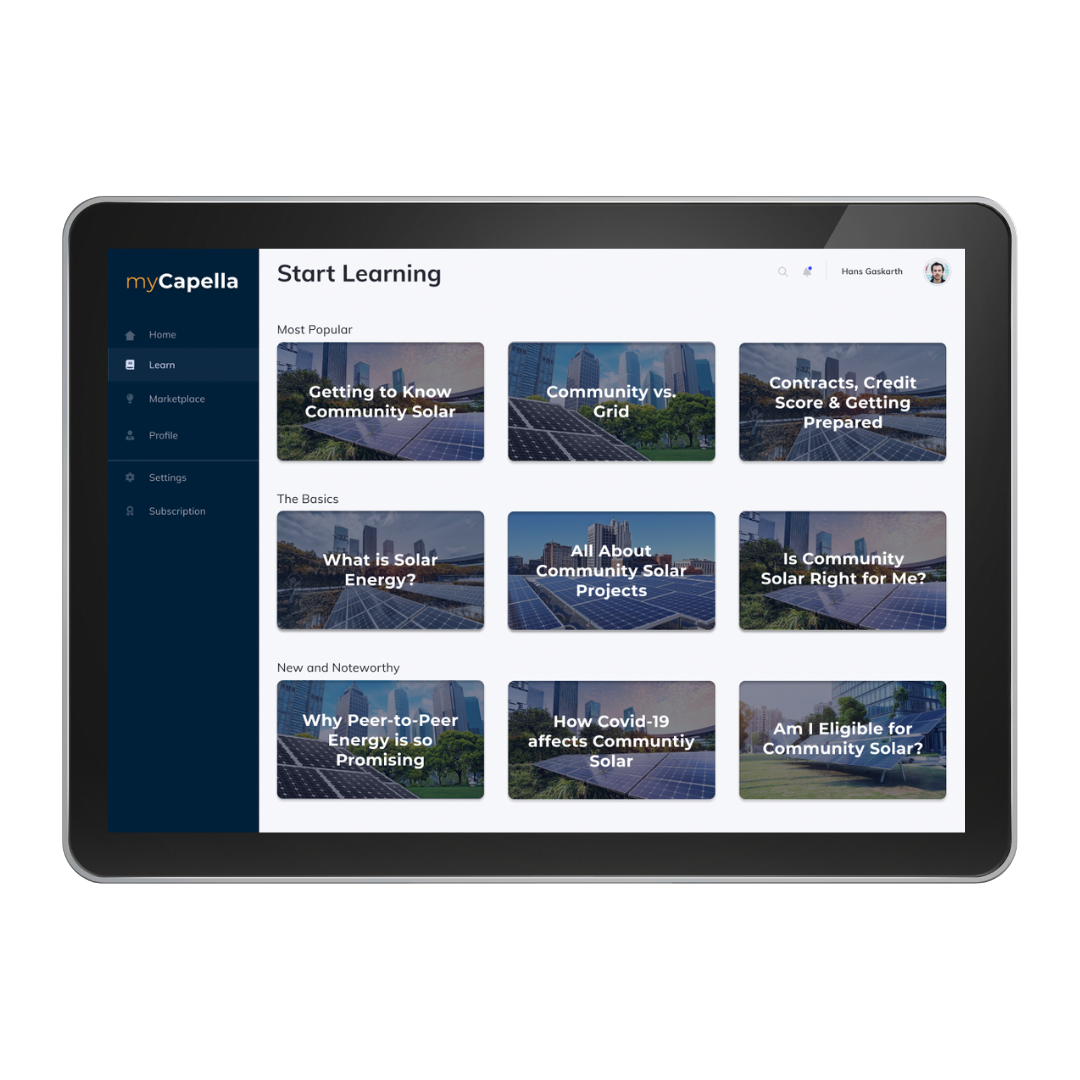 myCapella
Home
Learn
Marketplace
Profile
Settings
Subscription
Start Learning
Hans Gaskarth
Most Popular
Getting to Know
Community Solar
Community vs.
Grid
Contracts, Credit
Score & Getting
Prepared
The Basics
What is Solar
Energy?
All About
Community Solar
Projects
Is Community
Solar Right for Me?
New and Noteworthy
Why Peer-to-Peer
Energy is so
Promising
How Covid-19
affects Communtiy
Solar
Am I Eligible for
Community Solar?